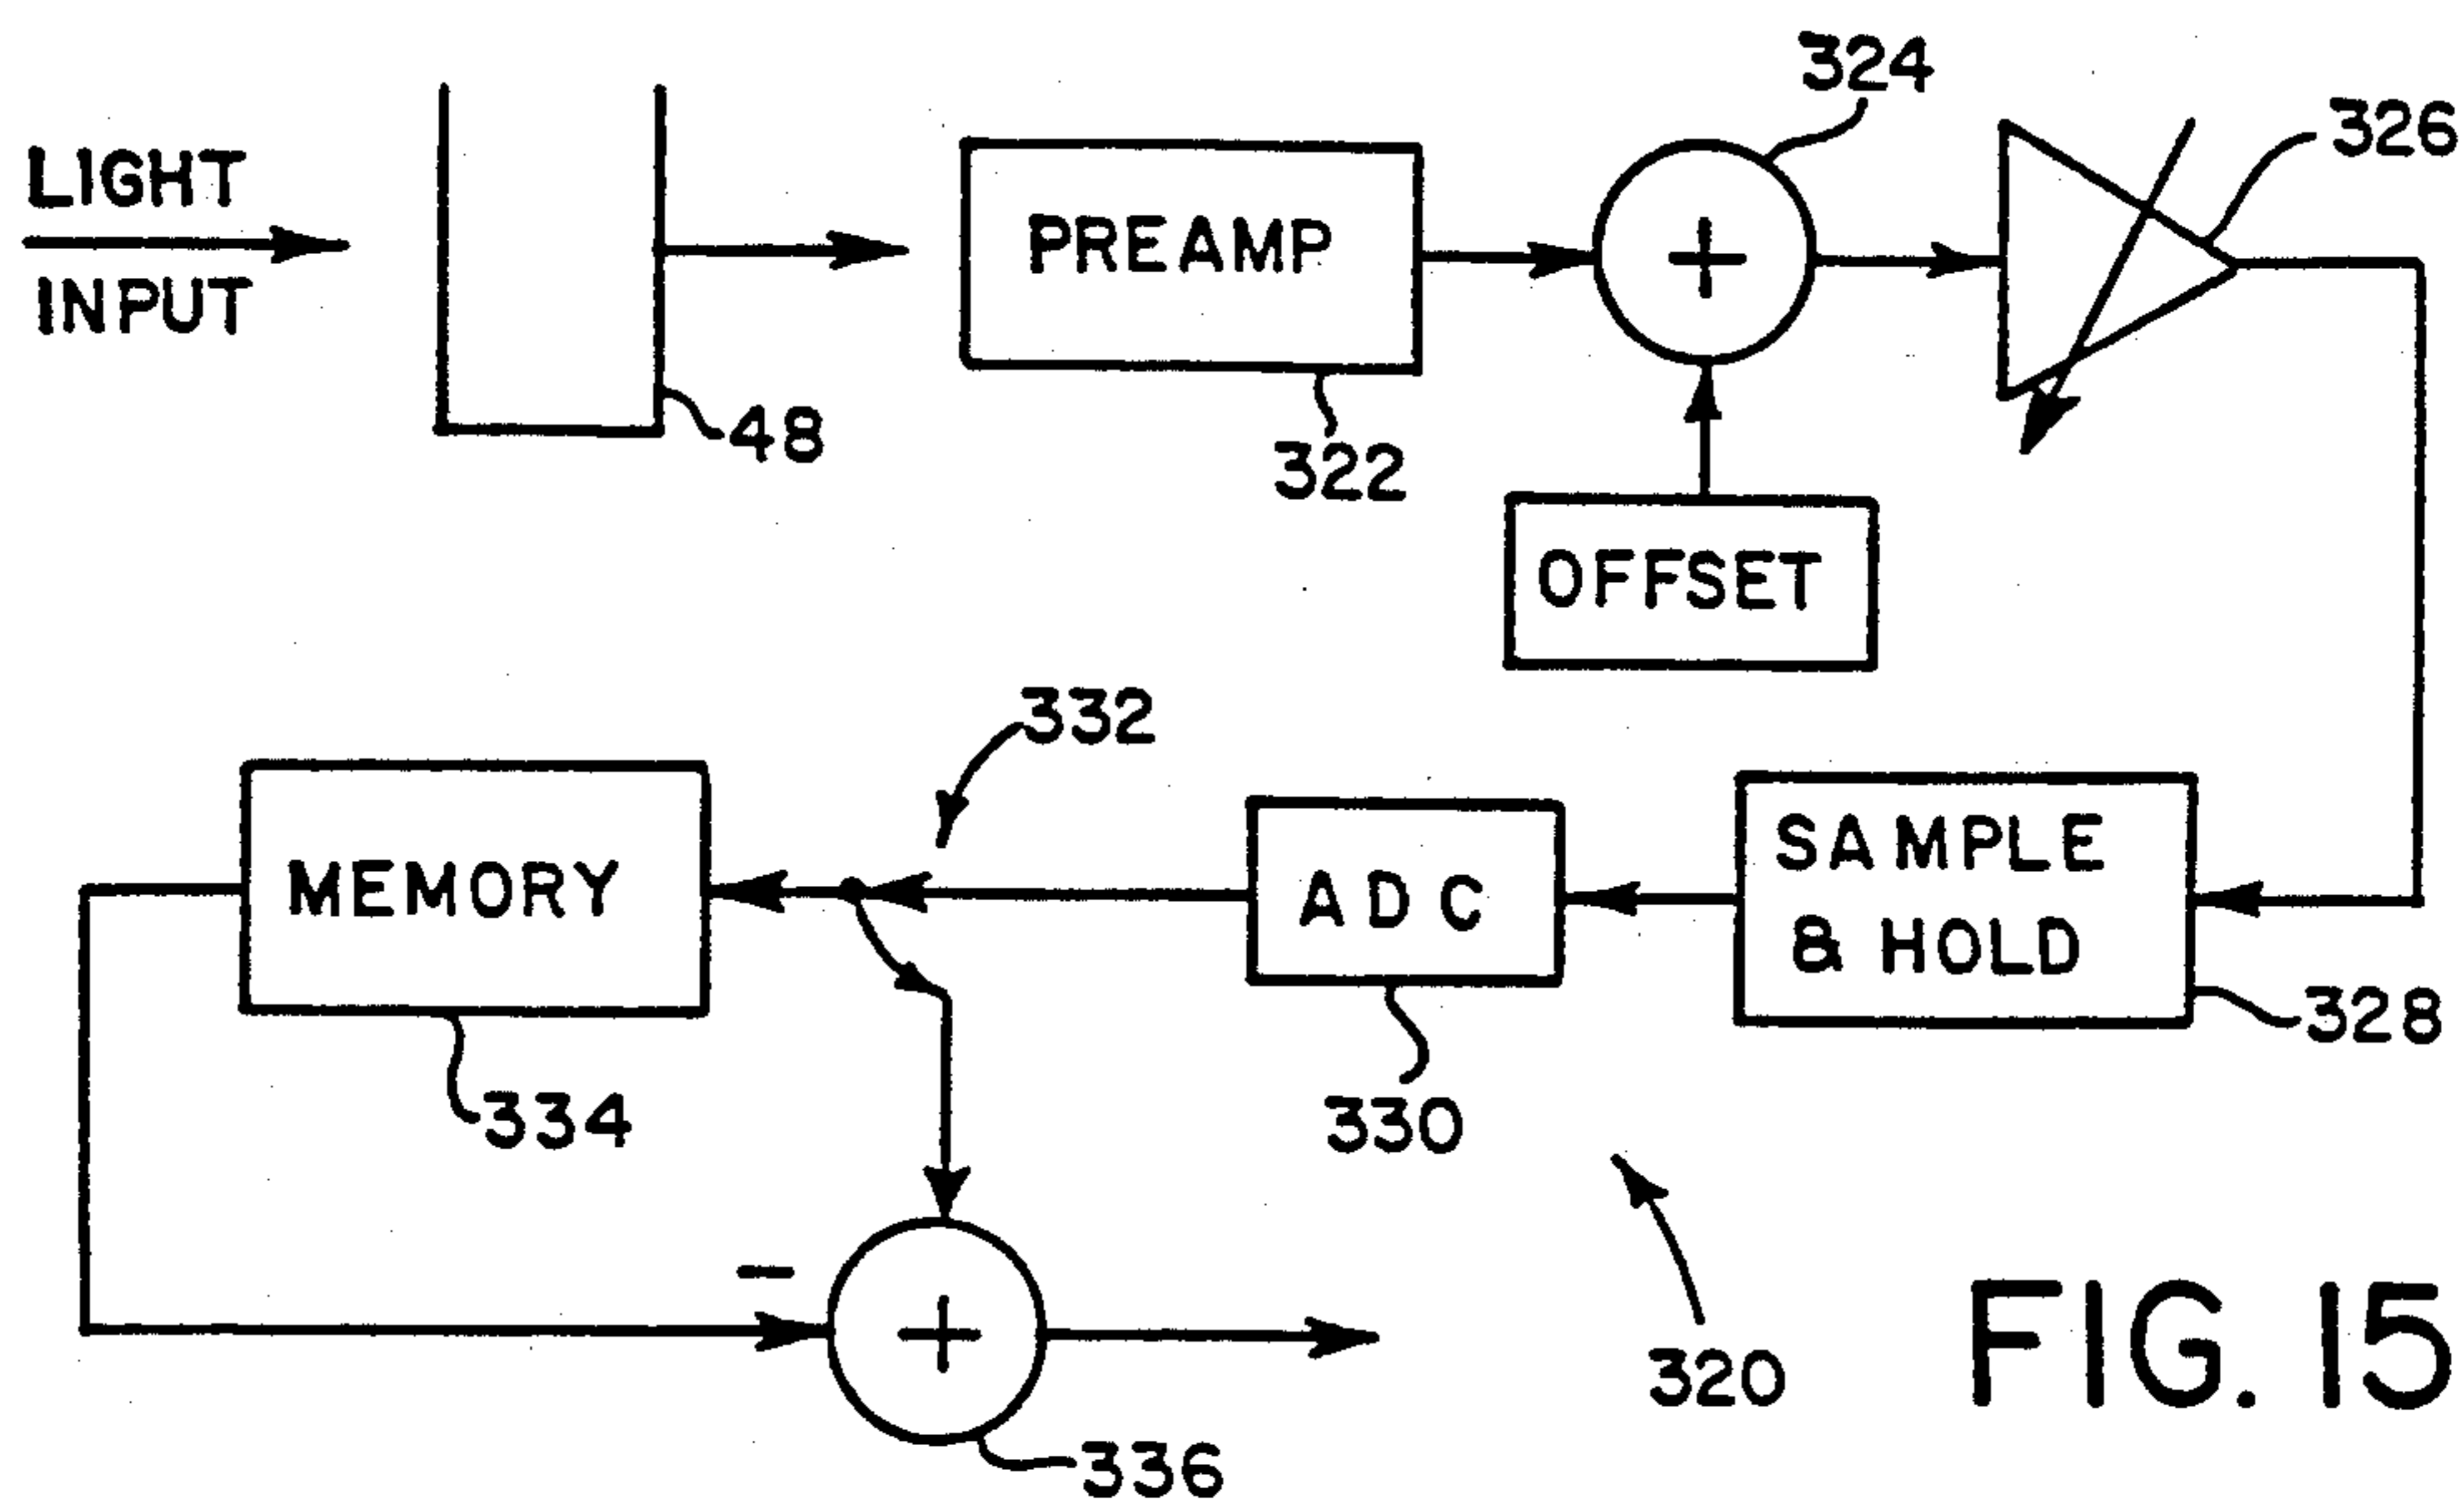 324
326
LIGHT
INPUT
PREAMP
+
48
322
OFFSET
332
MEMORY
ADC
SAMPLE
& HOLD
328
334
330
−
+
320
336
FIG. 15